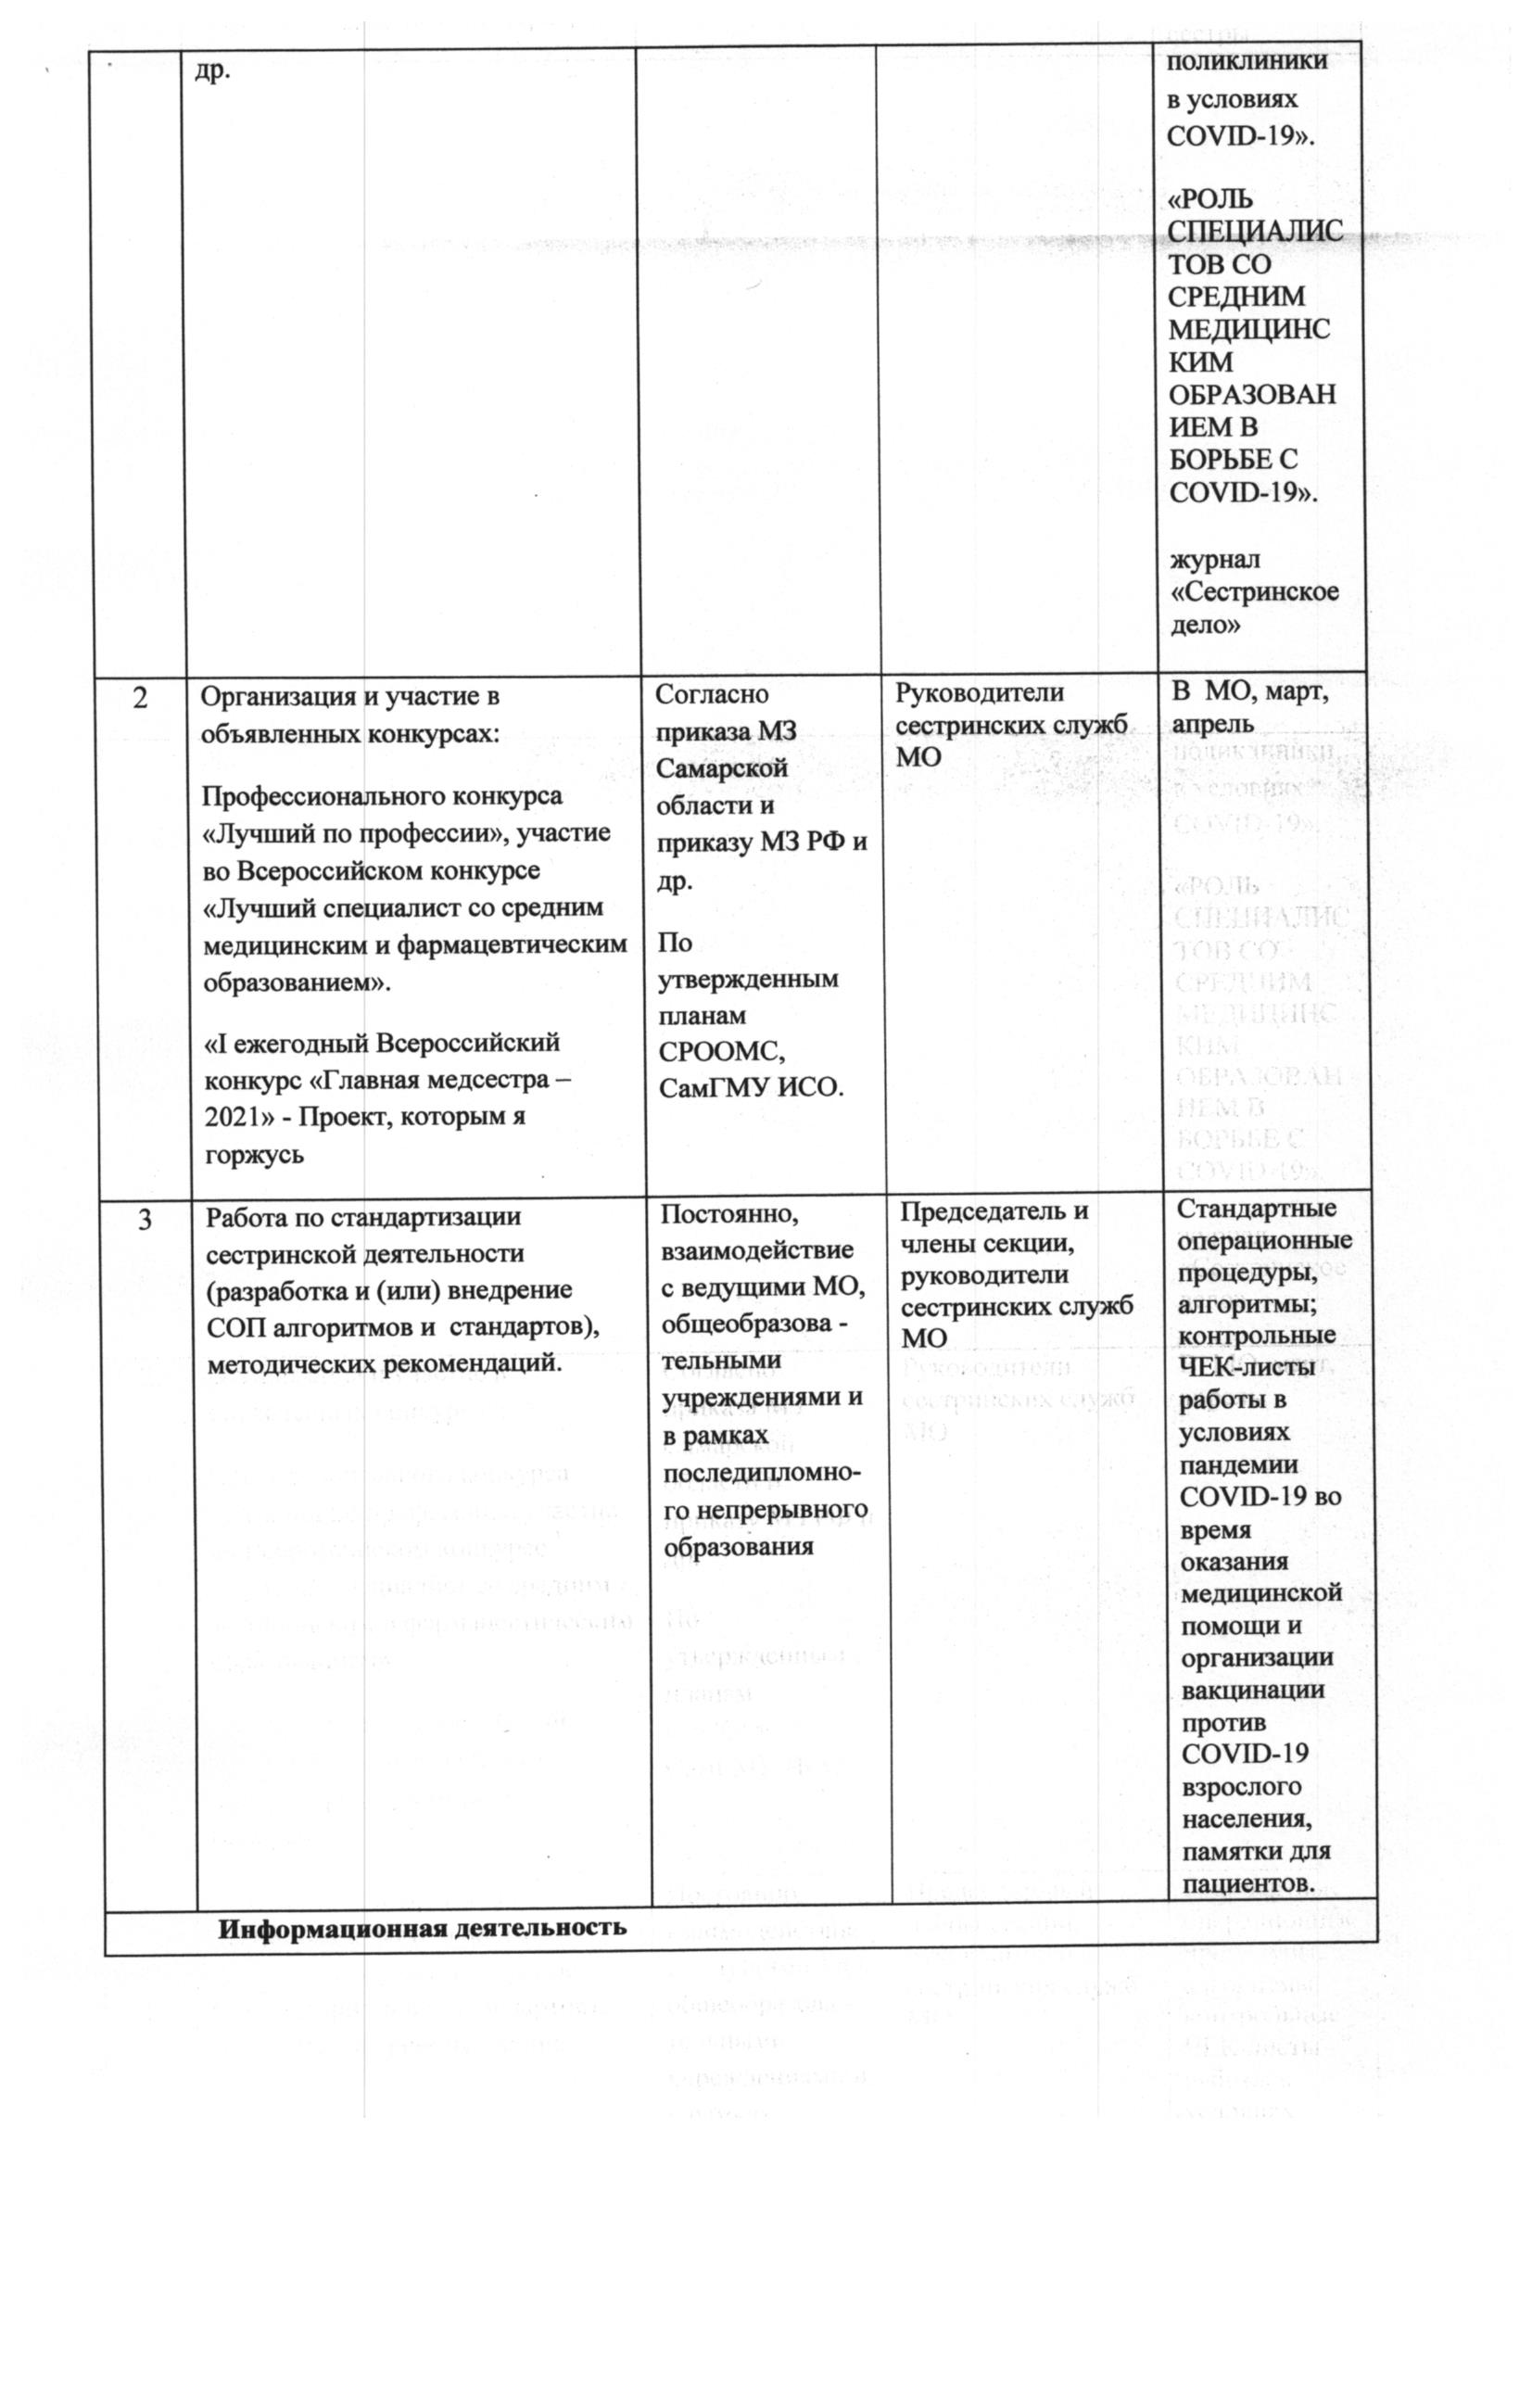 др.
поликлиники
в условиях
COVID-19».
«РОЛЬ
СПЕЦИАЛИС
ТОВ СО
СРЕДНИМ
МЕДИЦИНС
КИМ
ОБРАЗОВАН
ИЕМ В
БОРЬБЕ С
COVID-19».
журнал
«Сестринское
дело»
2
Организация и участие в
объявленных конкурсах:
Профессионального конкурса
«Лучший по профессии», участие
во Всероссийском конкурсе
«Лучший специалист со средним
медицинским и фармацевтическим
образованием».
«I ежегодный Всероссийский
конкурс «Главная медсестра –
2021» - Проект, которым я
горжусь
Согласно
приказа МЗ
Самарской
области и
приказу МЗ РФ и
др.
По
утвержденным
планам
СРООМС,
СамГМУ ИСО.
Руководители
сестринских служб
МО
В  МО, март,
апрель
3
Работа по стандартизации
сестринской деятельности
(разработка и (или) внедрение
СОП алгоритмов и  стандартов),
методических рекомендаций.
Постоянно,
взаимодействие
с ведущими МО,
общеобразова -
тельными
учреждениями и
в рамках
последипломно-
го непрерывного
образования
Председатель и
члены секции,
руководители
сестринских служб
МО
Стандартные
операционные
процедуры,
алгоритмы;
контрольные
ЧЕК-листы
работы в
условиях
пандемии
COVID-19 во
время
оказания
медицинской
помощи и
организации
вакцинации
против
COVID-19
взрослого
населения,
памятки для
пациентов.
Информационная деятельность